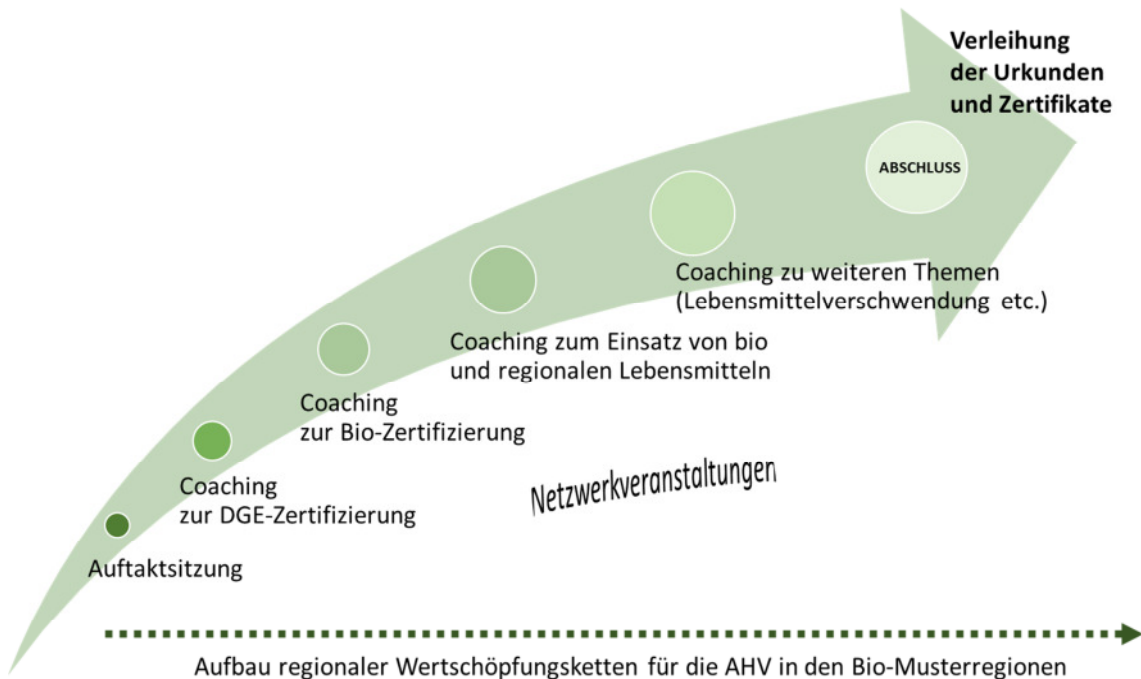 Verleihung
der Urkunden
und Zertifikate
ABSCHLUSS
Coaching zu weiteren Themen
(Lebensmittelverschwendung etc.)
Coaching zum Einsatz von bio
und regionalen Lebensmitteln
Coaching
zur Bio-Zertifizierung
Coaching
zur DGE-Zertifizierung
Netzwerkveranstaltungen
Auftaktsitzung
Aufbau regionaler Wertschöpfungsketten für die AHV in den Bio-Musterregionen